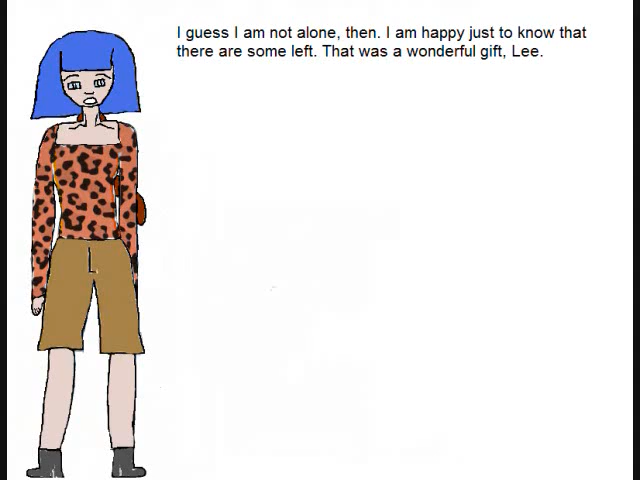 I guess I am not alone, then. I am happy just to know that
there are some left. That was a wonderful gift, Lee.